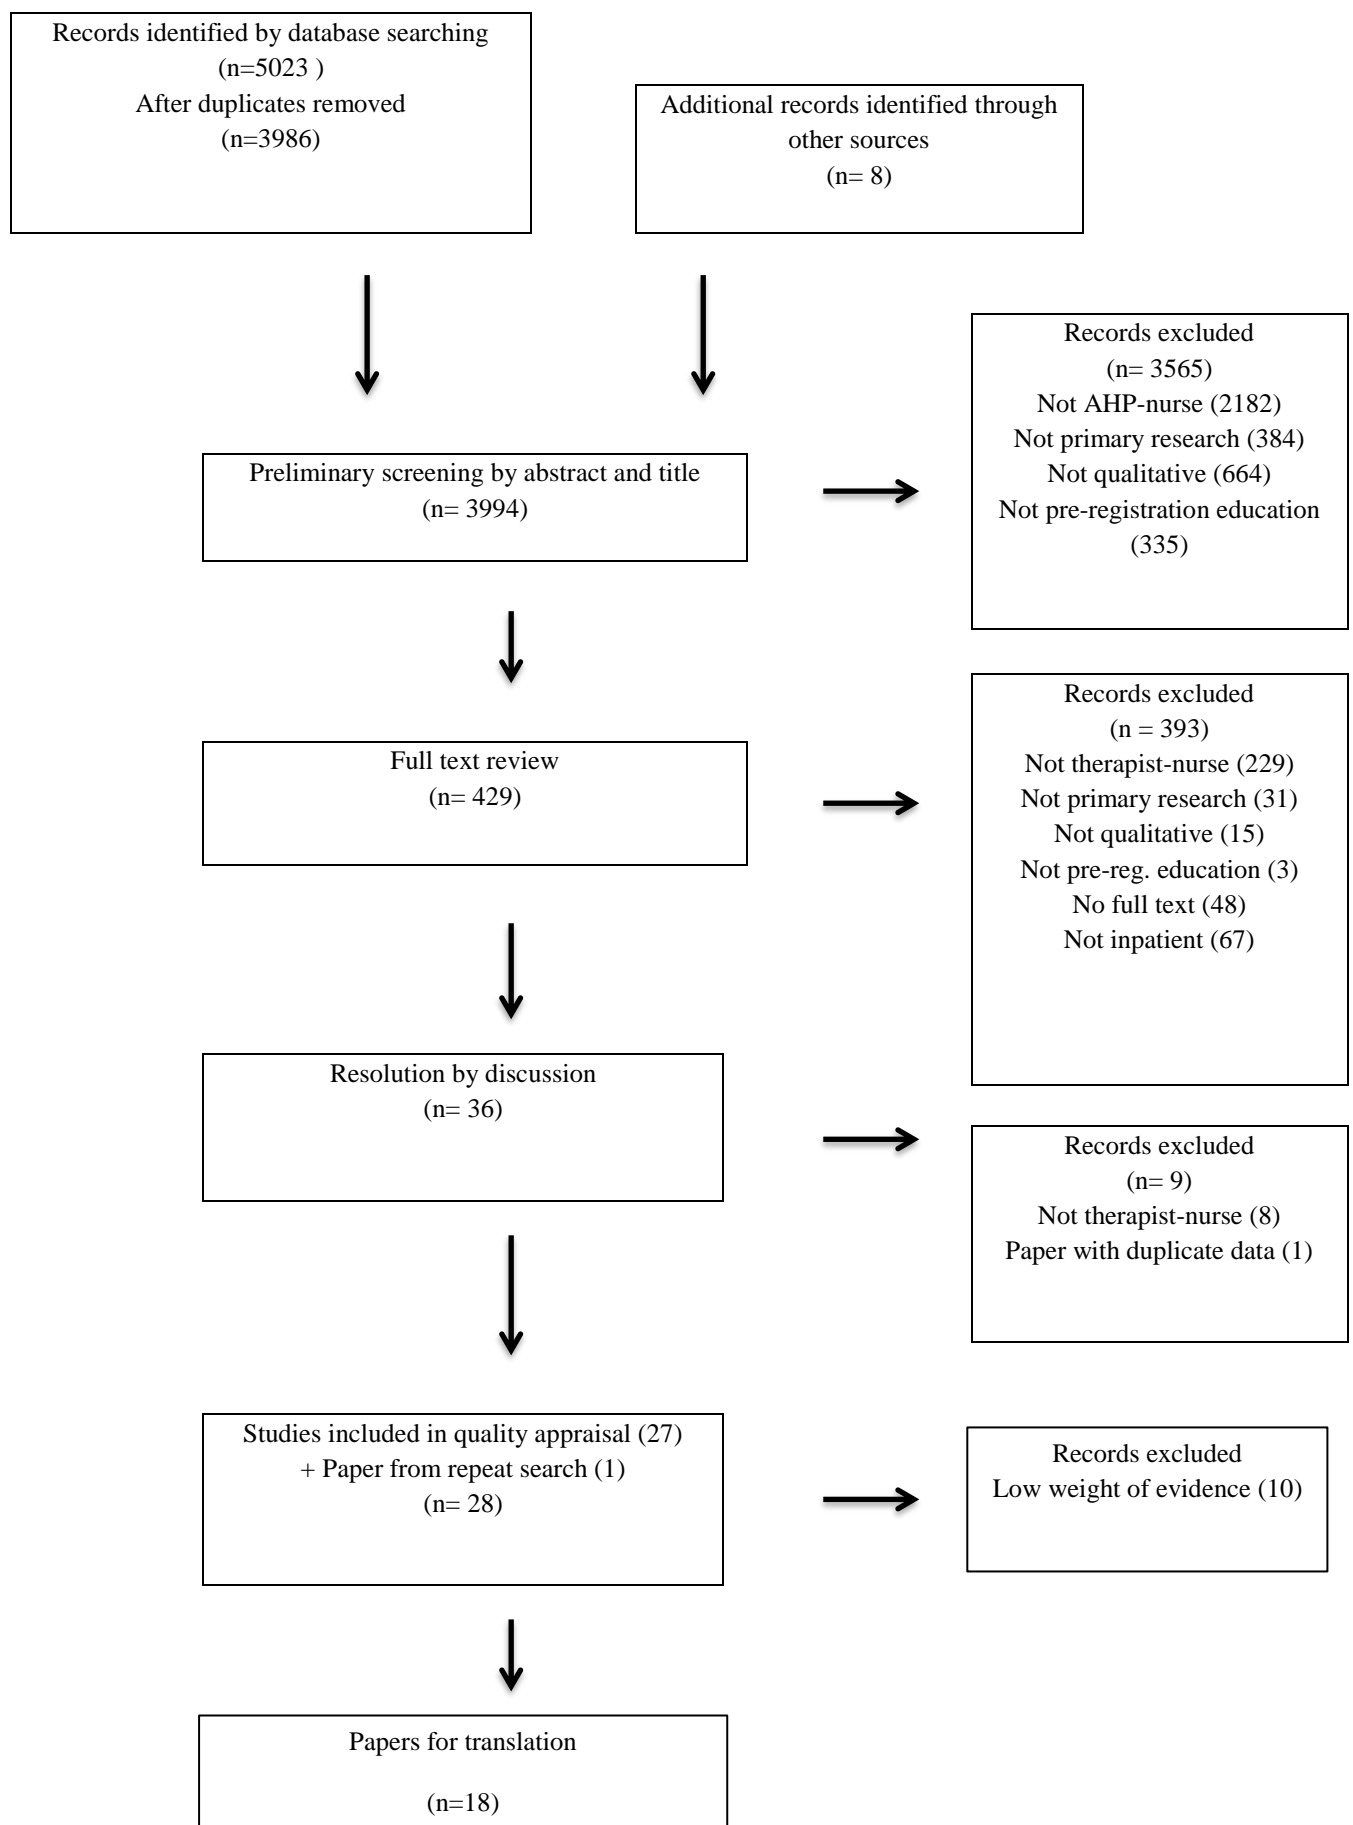 Records identified by database searching
(n=5023 )
After duplicates removed
(n=3986)
Additional records identified through
other sources
(n= 8)
Records excluded
(n= 3565)
Not AHP-nurse (2182)
Not primary research (384)
Not qualitative (664)
Not pre-registration education
(335)
Preliminary screening by abstract and title
(n= 3994)
Records excluded
(n = 393)
Not therapist-nurse (229)
Not primary research (31)
Not qualitative (15)
Not pre-reg. education (3)
No full text (48)
Not inpatient (67)
Full text review
(n= 429)
Resolution by discussion
(n= 36)
Records excluded
(n= 9)
Not therapist-nurse (8)
Paper with duplicate data (1)
Studies included in quality appraisal (27)
+ Paper from repeat search (1)
(n= 28)
Records excluded
Low weight of evidence (10)
Papers for translation
(n=18)